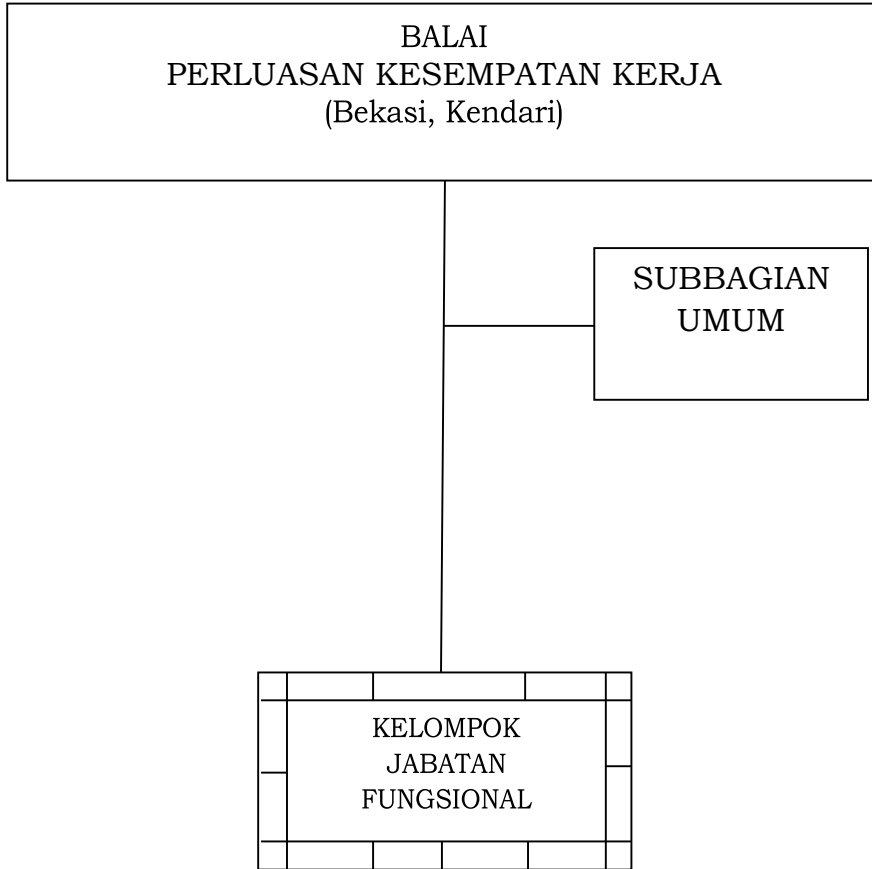 BALAI
PERLUASAN KESEMPATAN KERJA
(Bekasi, Kendari)
SUBBAGIAN
UMUM
KELOMPOK
JABATAN
FUNGSIONAL